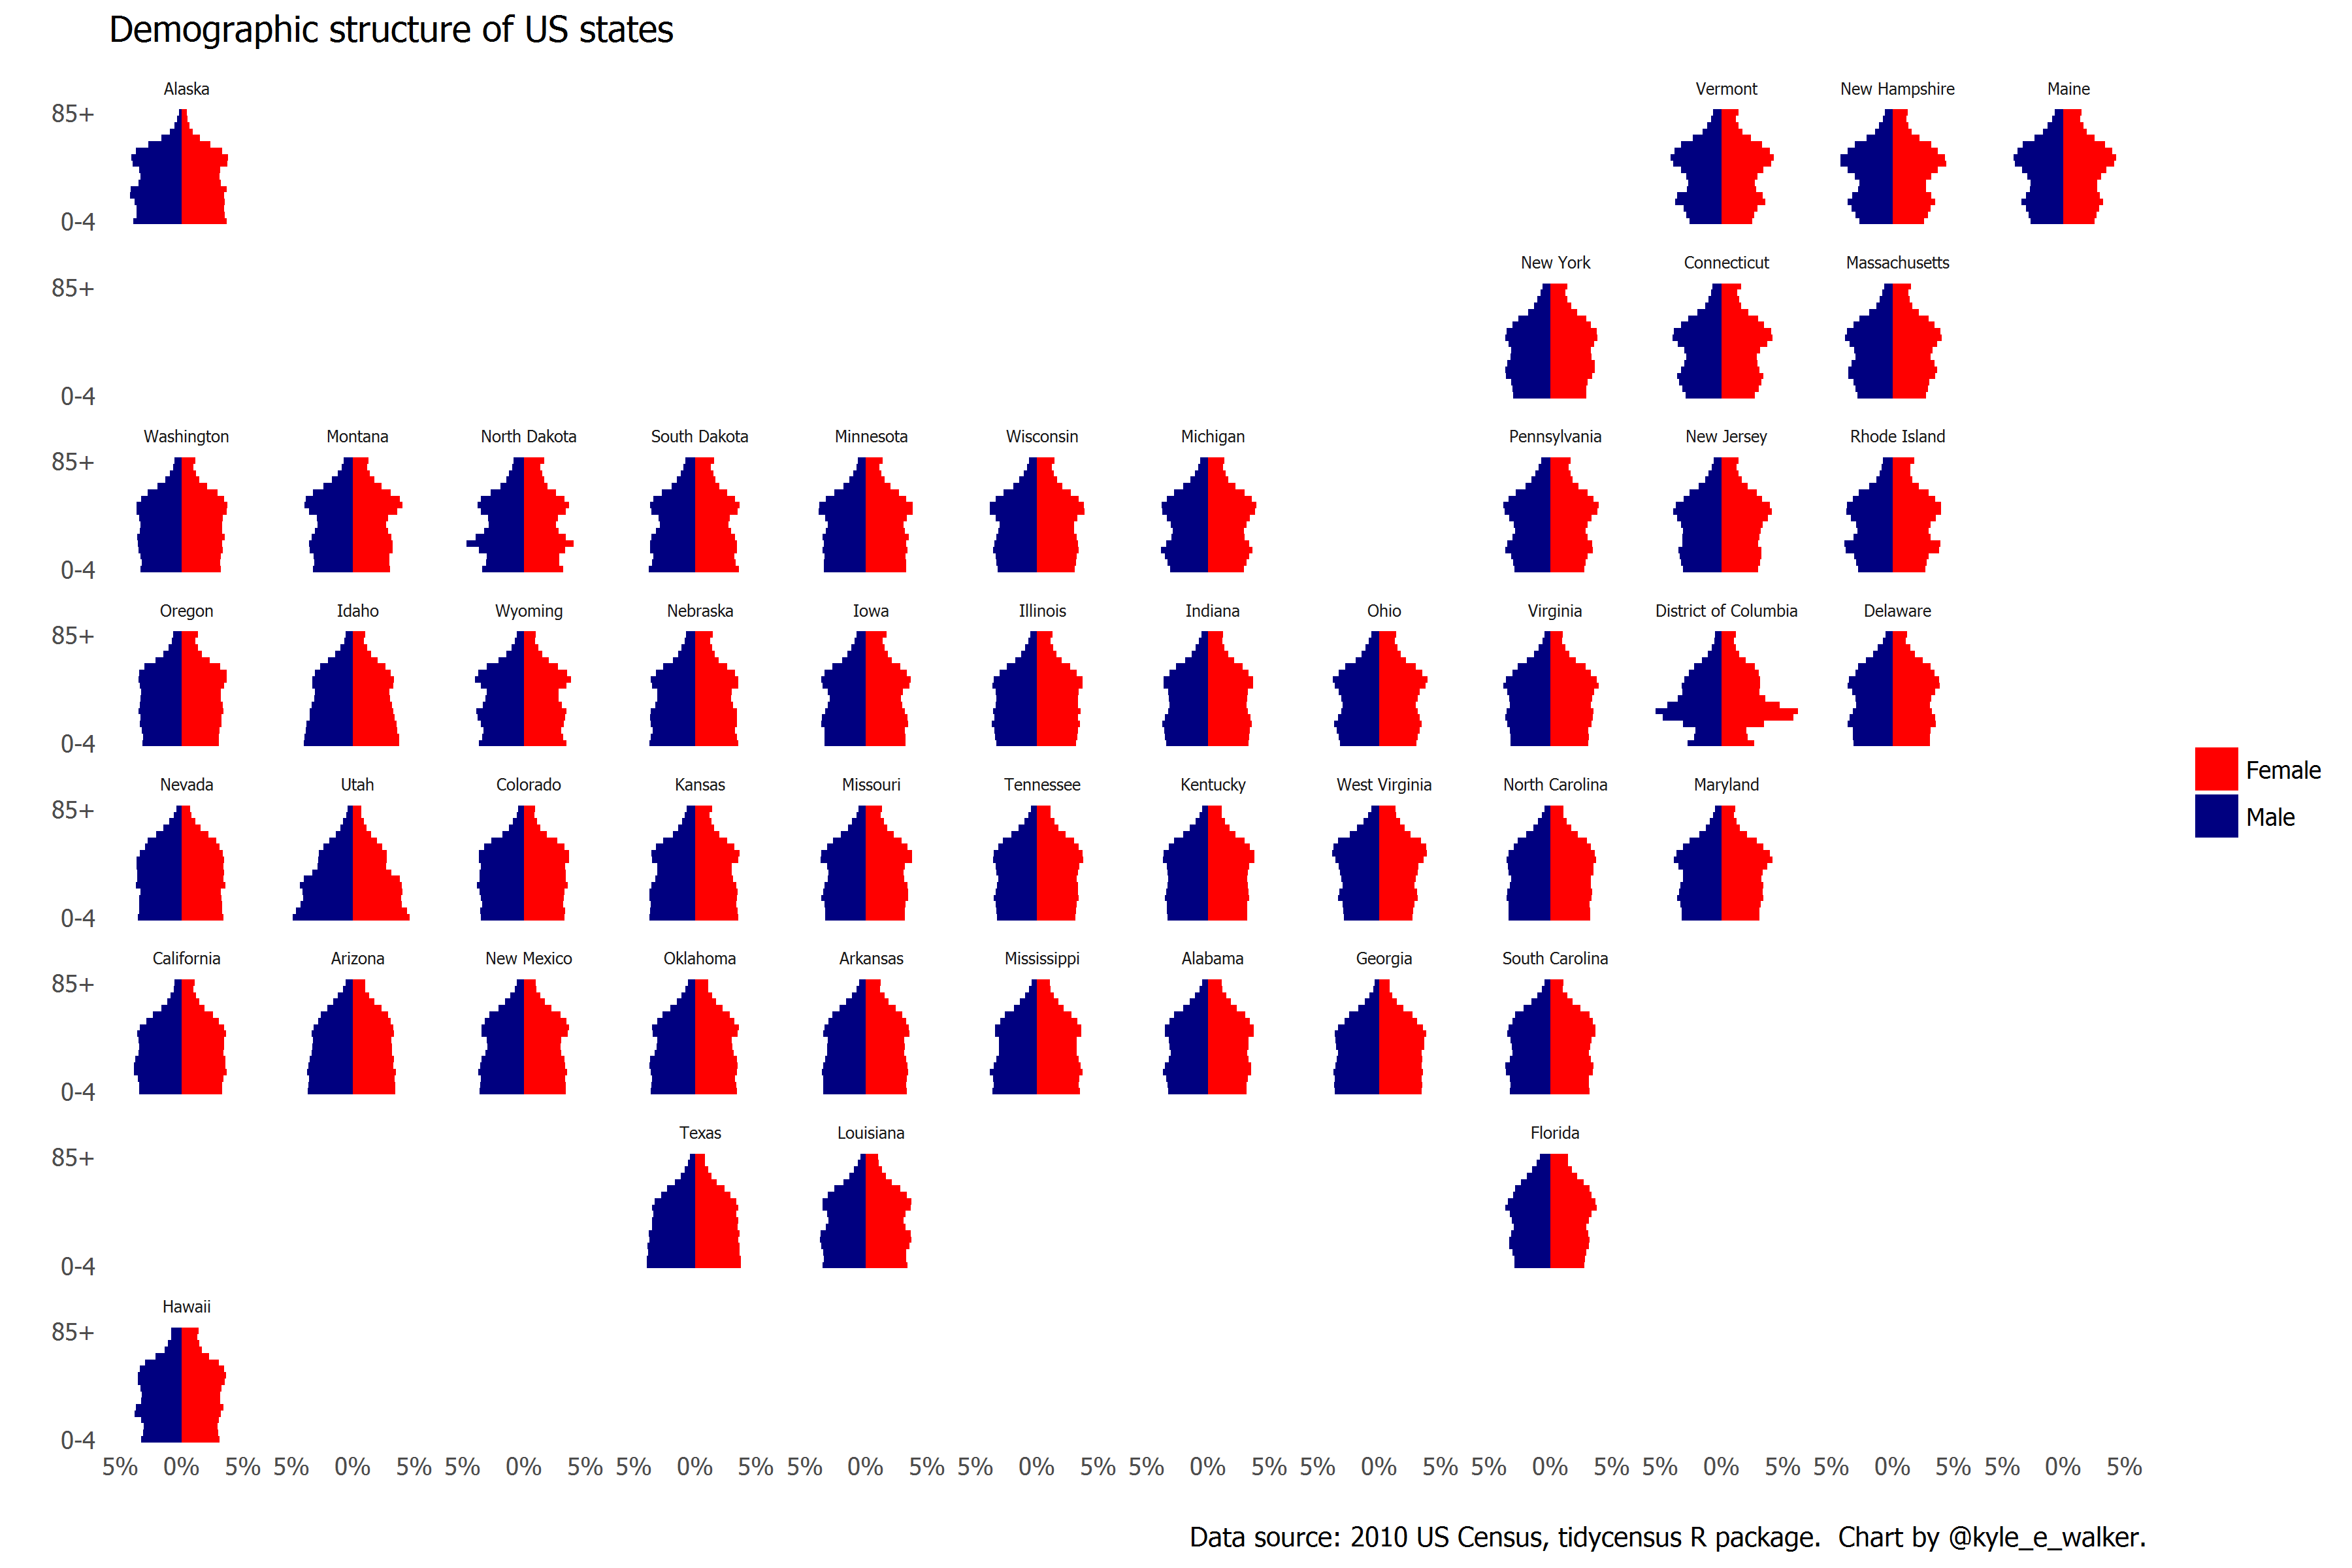 Demographic structure of US states
Alaska Vermont New Hampshire Maine
85+
0-4
New York Connecticut Massachusetts
85+
0-4
Washington Montana North Dakota South Dakota Minnesota Wisconsin Michigan Pennsylvania New Jersey Rhode Island
85+
0-4
Oregon Idaho Wyoming Nebraska Iowa Illinois Indiana Ohio Virginia District of Columbia Delaware
85+
0-4
Female
Male
Nevada Utah Colorado Kansas Missouri Tennessee Kentucky West Virginia North Carolina Maryland
85+
0-4
California Arizona New Mexico Oklahoma Arkansas Mississippi Alabama Georgia South Carolina
85+
0-4
Texas Louisiana Florida
85+
0-4
Hawaii
85+
0-4
5% 0% 5% 5% 0% 5% 5% 0% 5% 5% 0% 5% 5% 0% 5% 5% 0% 5% 5% 0% 5% 5% 0% 5% 5% 0% 5% 5% 0% 5% 5% 0% 5% 5% 0% 5%
Data source: 2010 US Census, tidycensus R package.  Chart by @kyle_e_walker.